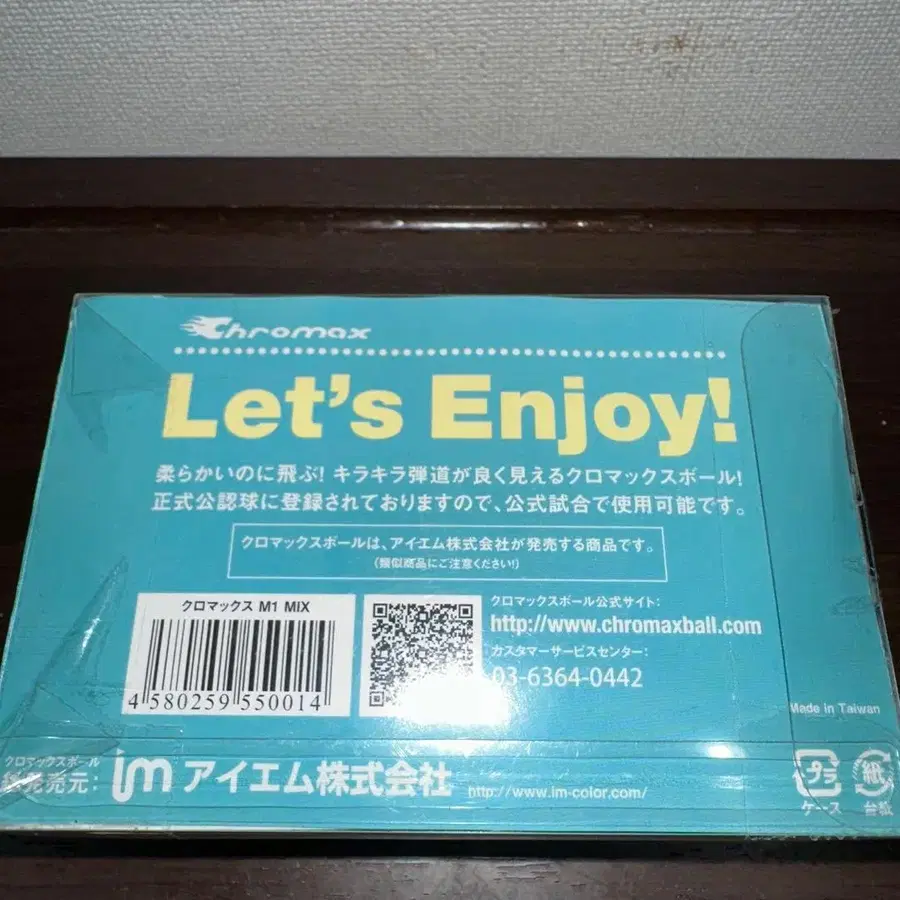 Chromax
Let's Enjoy!
柔らかいのに飛ぶ! キラキラ弾道が良く見えるクロマックスボール!
正式公認球に登録されておりますので、公式試合で使用可能です。
クロマックスボールは、アイエム株式会社が発売する商品です。
(類似商品にご注意ください!)
クロマックス M1 MiX
4 580259 550014
クロマックスボール公式サイト:
http://www.chromaxball.com
カスタマーサービスセンター:
03-6364-0442
Made in Taiwan
クロマックスボール
発売元:
im アイエム株式会社
http://www.im-color.com/
プラ
ケース
紙
台紙